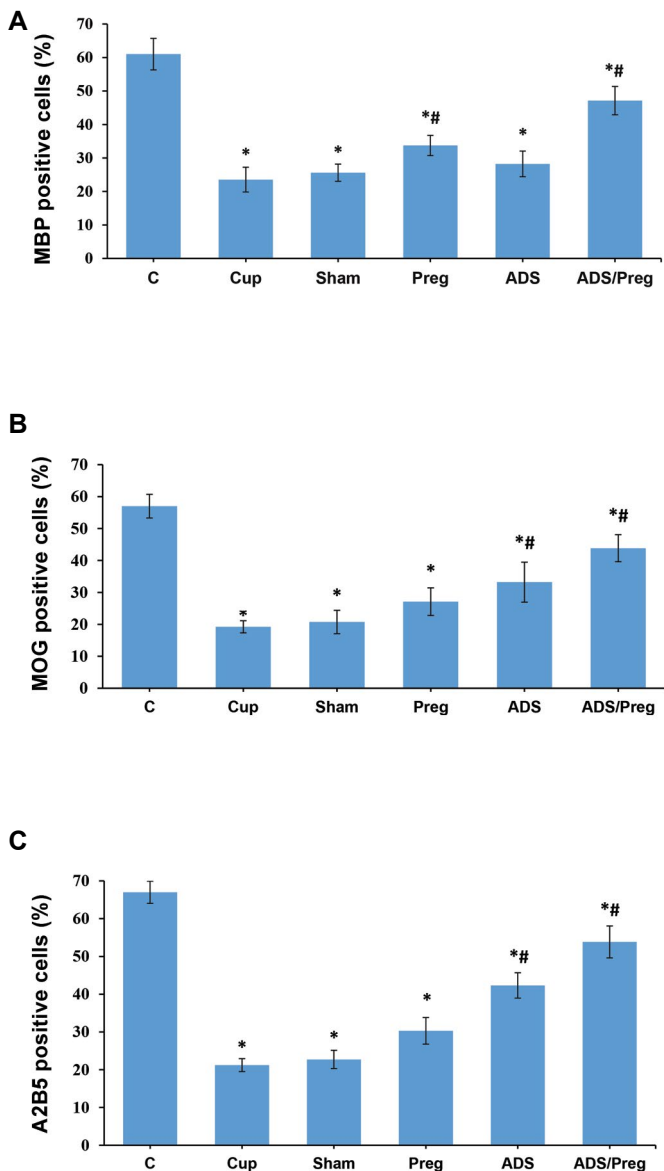 A
MBP positive cells (%)
70
60
50
40
30
20
10
0
* * *# * *#
C Cup Sham Preg ADS ADS/Preg
B
MOG positive cells (%)
70
60
50
40
30
20
10
0
* * * *# *#
C Cup Sham Preg ADS ADS/Preg
C
A2B5 positive cells (%)
70
60
50
40
30
20
10
0
* * * *# *#
C Cup Sham Preg ADS ADS/Preg